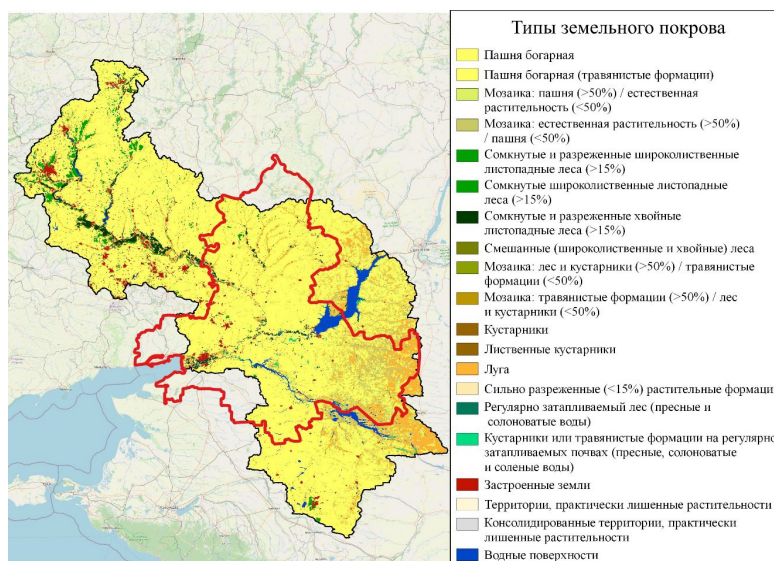 Типы земельного покрова
Пашня богарная
Пашня богарная (травянистые формации)
Мозаика: пашня (>50%) / естественная
растительность (<50%)
Мозаика: естественная растительность (>50%)
/ пашня (<50%)
Сомкнутые и разреженные широколиственные
листопадные леса (>15%)
Сомкнутые широколиственные листопадные
леса (>15%)
Сомкнутые и разреженные хвойные
листопадные леса (>15%)
Смешанные (широколиственные и хвойные) леса
Мозаика: лес и кустарники (>50%) / травянистые
формации (<50%)
Мозаика: травянистые формации (>50%) / лес
и кустарники (<50%)
Кустарники
Лиственные кустарники
Луга
Сильно разреженные (<15%) растительные формаци
Регулярно затапливаемый лес (пресные и
солоноватые воды)
Кустарники или травянистые формации на регулярно
затапливаемых почвах (пресные, солоноватые
и соленые воды)
Застроенные земли
Территории, практически лишенные растительности
Консолидированные территории, практически
лишенные растительности
Водные поверхности